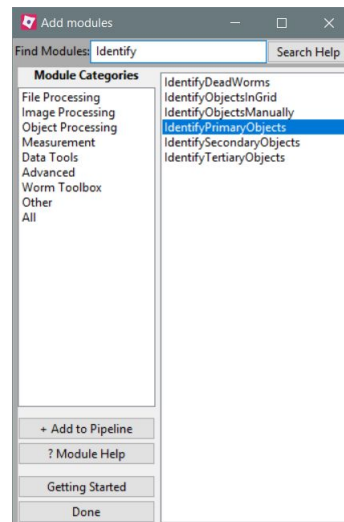 Add modules
Find Modules: Identify Search Help
Module Categories
File Processing
Image Processing
Object Processing
Measurement
Data Tools
Advanced
Worm Toolbox
Other
All
IdentifyDeadWorms
IdentifyObjectsInGrid
IdentifyObjectsManually
IdentifyPrimaryObjects
IdentifySecondaryObjects
IdentifyTertiaryObjects
+ Add to Pipeline
? Module Help
Getting Started
Done